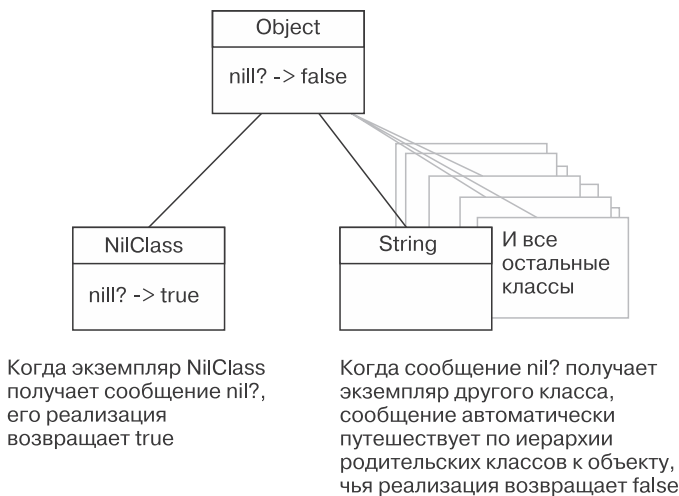 Object
nill? -> false
NilClass
nill? -> true
String
И все
остальные
классы
Когда экземпляр NilClass
получает сообщение nil?,
его реализация
возвращает true
Когда сообщение nil? получает
экземпляр другого класса,
сообщение автоматически
путешествует по иерархии
родительских классов к объекту,
чья реализация возвращает false